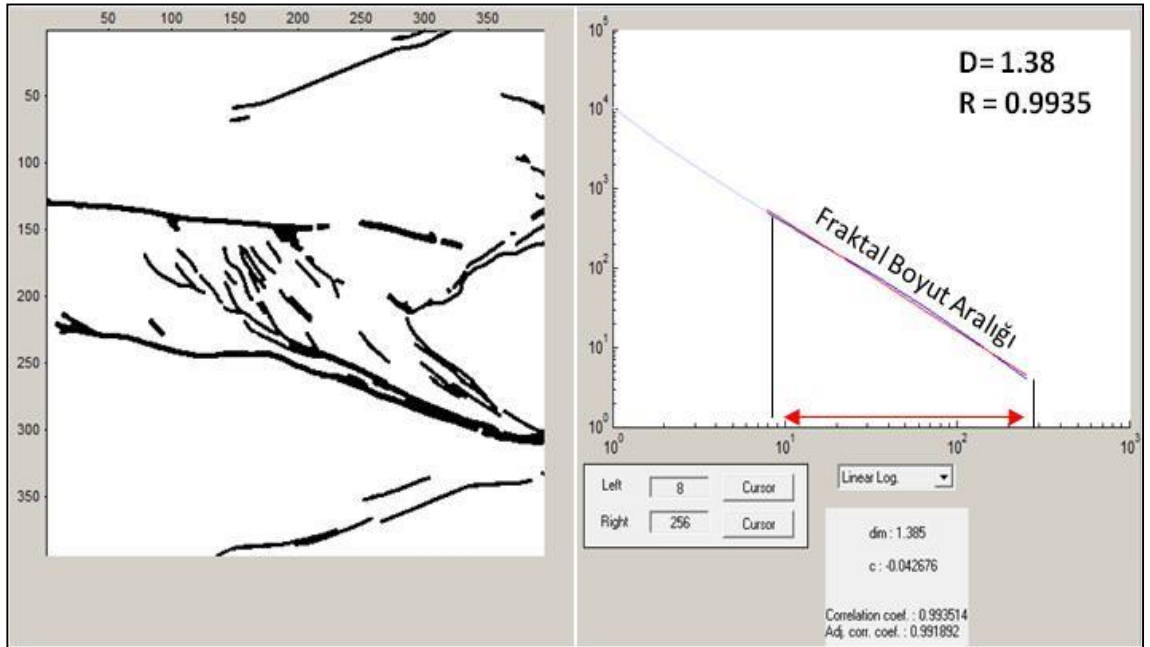 50 100 150 200 250 300 350
50
100
150
200
250
300
350
D= 1.38
R = 0.9935
Fraktal Boyut Aralığı
10^5
10^4
10^3
10^2
10^1
10^0
10^0 10^1 10^2 10^3
Left 8 Cursor
Right 256 Cursor
Linear Log.
dim : 1.385
c : -0.042676
Correlation coef. : 0.993514
Adj. corr. coef. : 0.991892